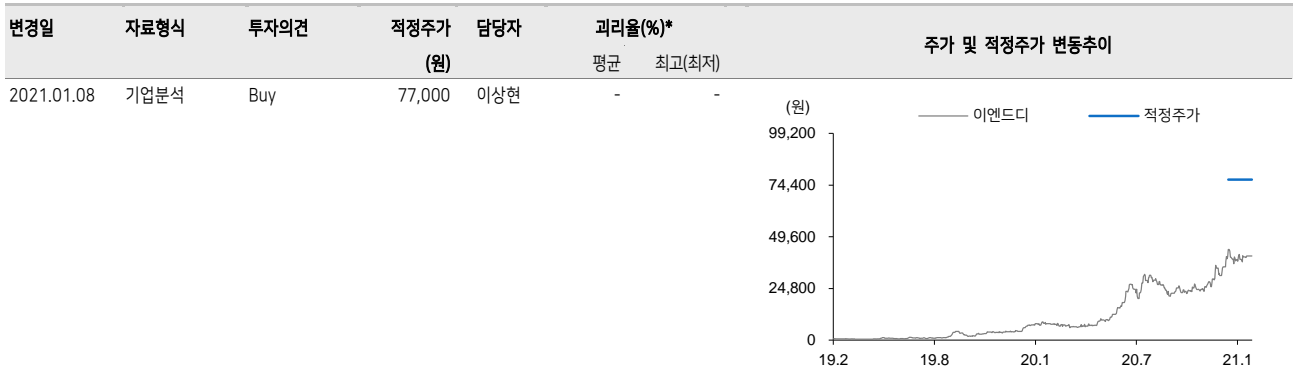 변경일 자료형식 투자의견 적정주가 담당자 괴리율(%)* 주가 및 적정주가 변동추이
(원) 평균 최고(최저)
2021.01.08 기업분석 Buy 77,000 이상현 - -
(원) 이엔드디 적정주가
99,200
74,400
49,600
24,800
0
19.2 19.8 20.1 20.7 21.1